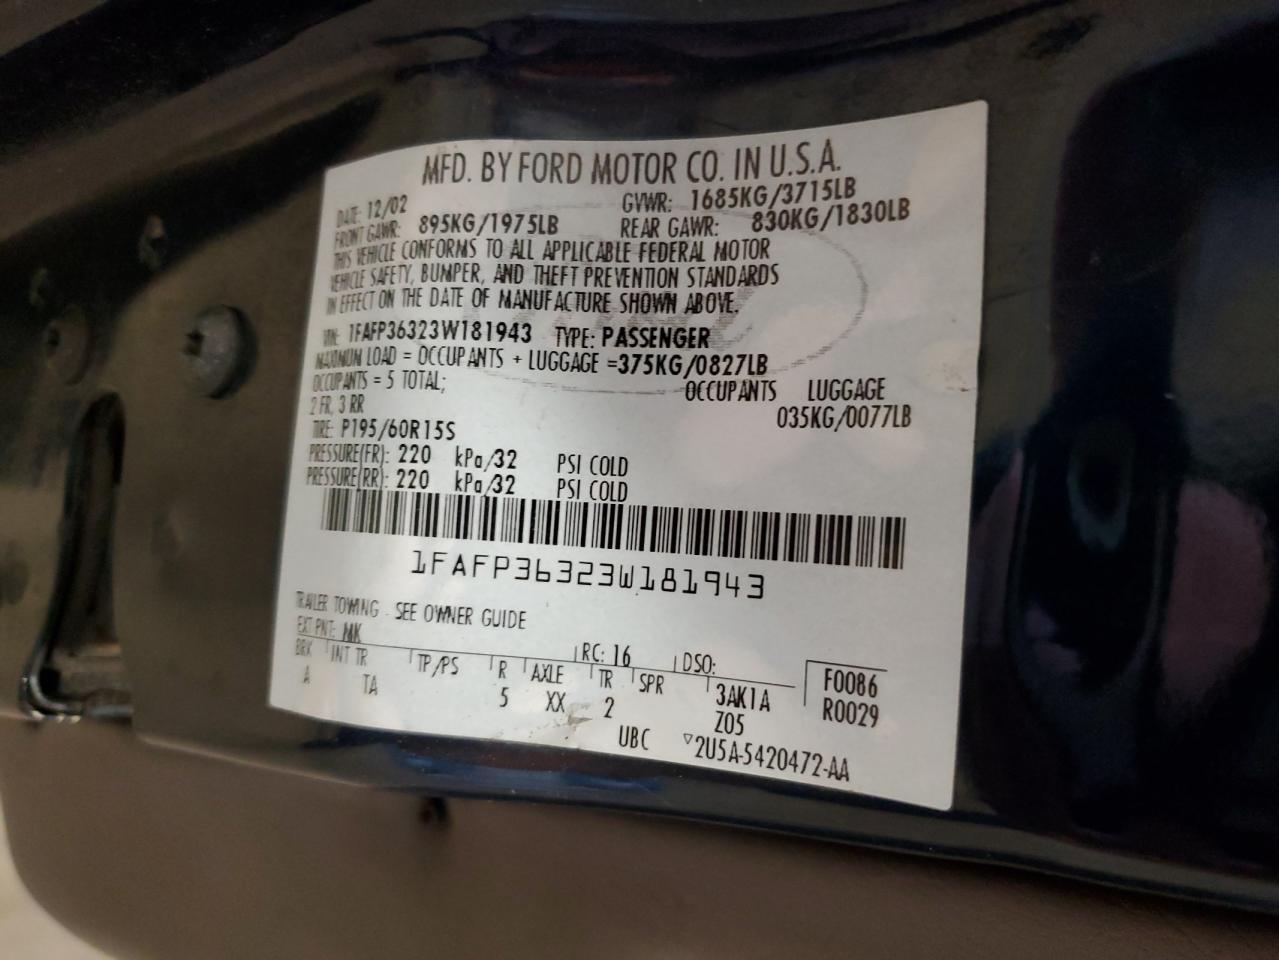 MFD. BY FORD MOTOR CO. IN U.S.A.
DATE: 12/02 GVWR: 1685KG/3715LB
FRONT GAWR: 895KG/1975LB REAR GAWR: 830KG/1830LB
THIS VEHICLE CONFORMS TO ALL APPLICABLE FEDERAL MOTOR
VEHICLE SAFETY, BUMPER, AND THEFT PREVENTION STANDARDS
IN EFFECT ON THE DATE OF MANUFACTURE SHOWN ABOVE.
VIN: 1FAFP36323W181943 TYPE: PASSENGER
MAXIMUM LOAD = OCCUPANTS + LUGGAGE =375KG/0827LB
OCCUPANTS = 5 TOTAL; OCCUPANTS LUGGAGE
2 FR, 3 RR 035KG/0077LB
TIRE: P195/60R15S
PRESSURE(FR): 220 kPa/32 PSI COLD
PRESSURE(RR): 220 kPa/32 PSI COLD
1FAFP36323W181943
TRAILER TOWING - SEE OWNER GUIDE
EXT PNT: MK RC: 16 DSO: F0086
BRK INT TR TP/PS R AXLE TR SPR R0029
A TA 5 XX 2 3AK1A
Z05
UBC ▽2U5A-5420472-AA